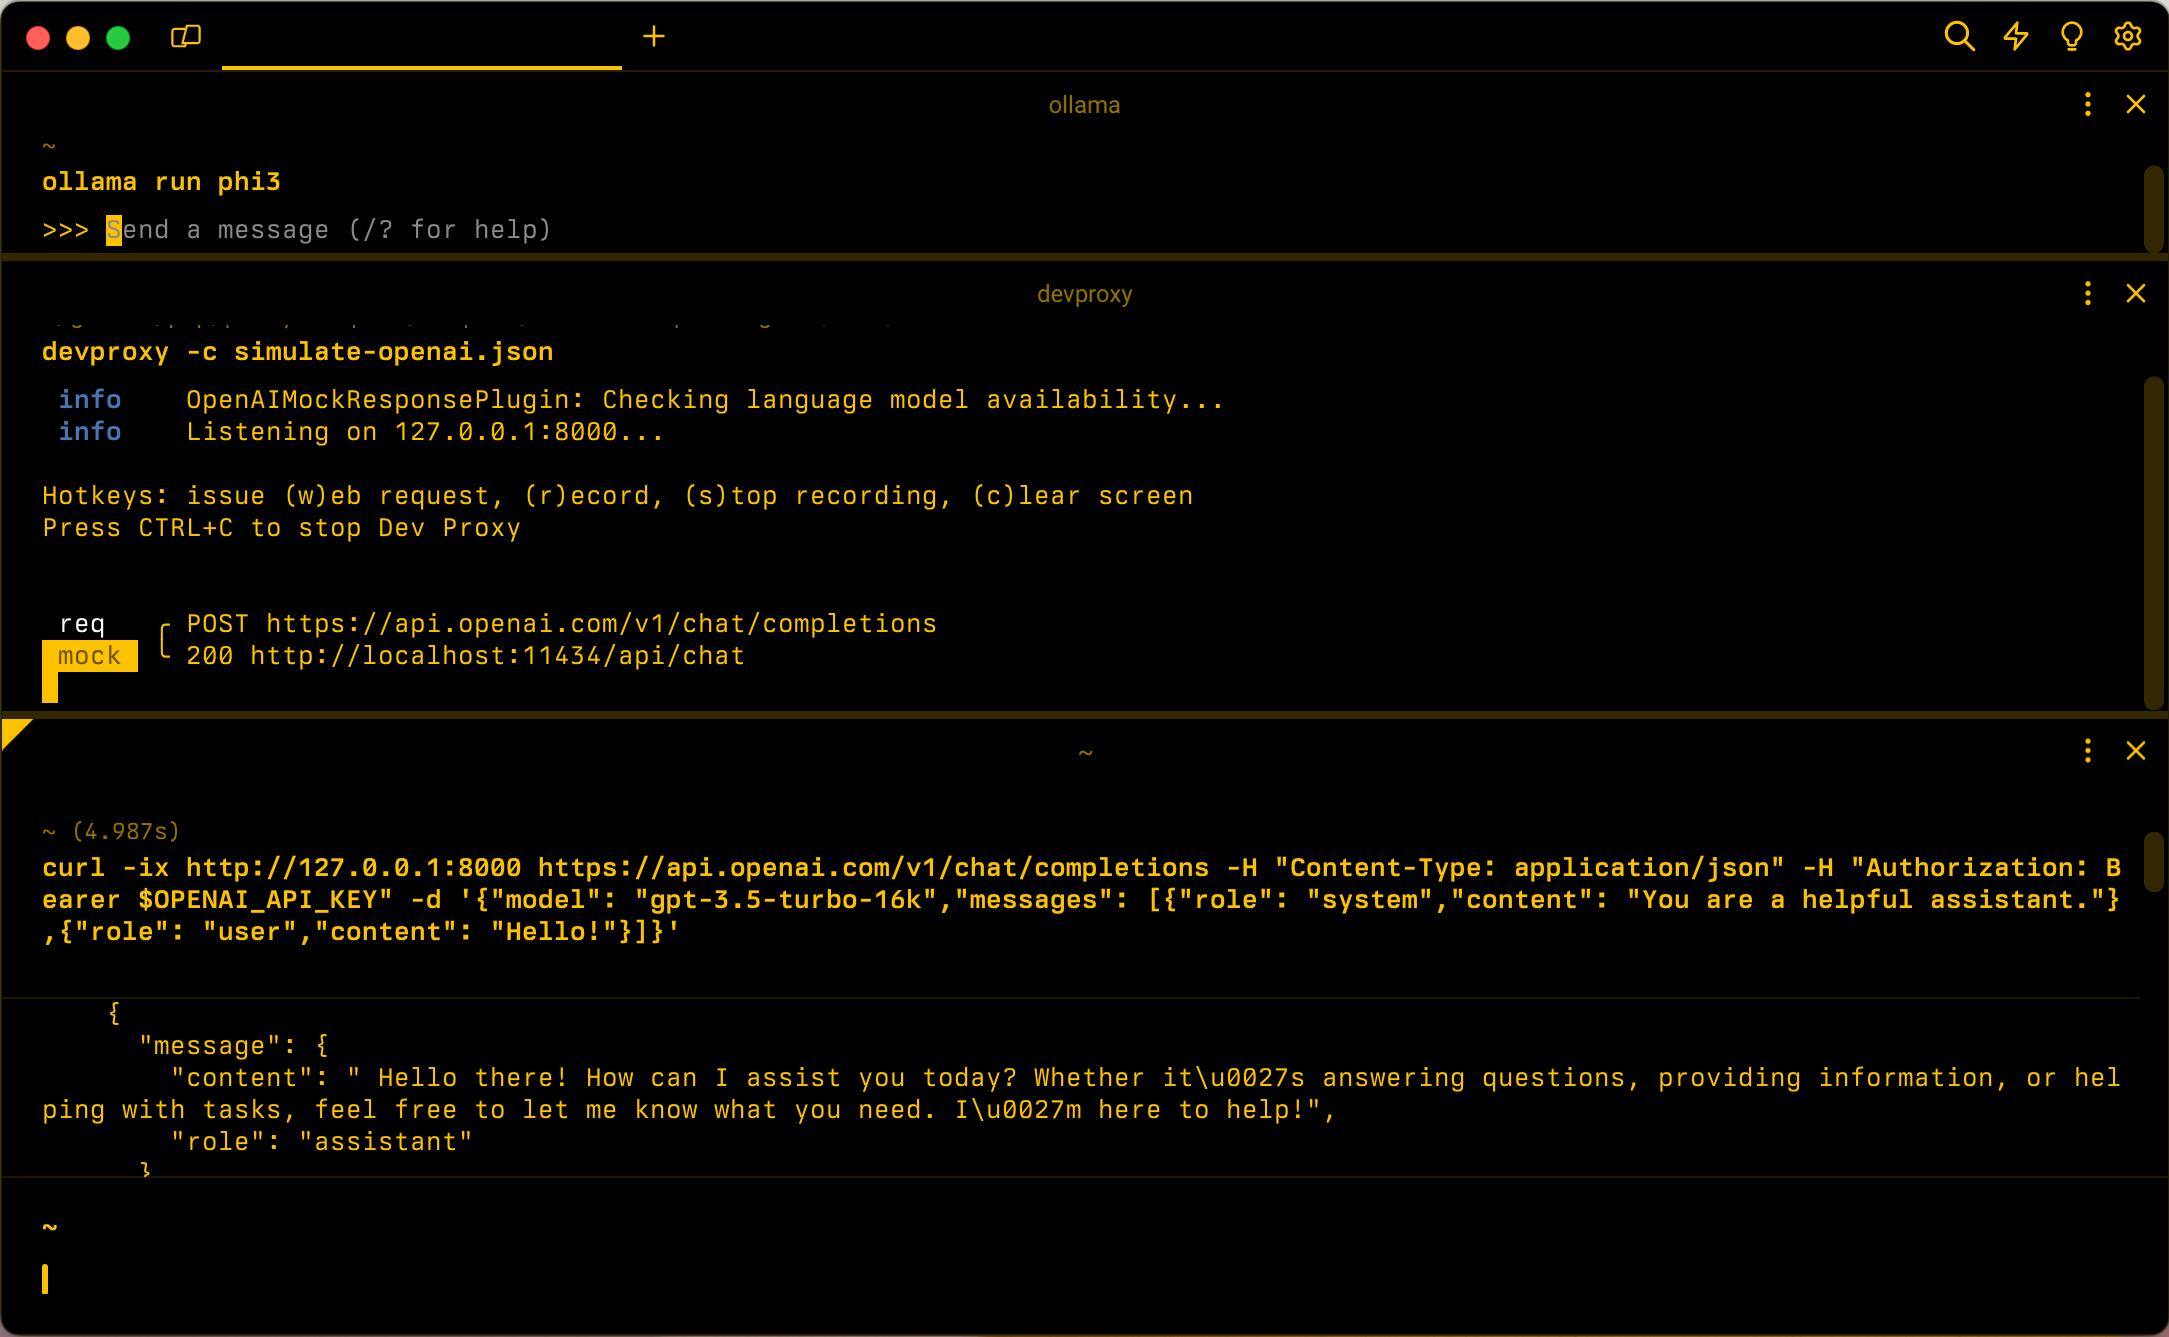 ollama
~
ollama run phi3
>>> Send a message (/? for help)
devproxy
devproxy -c simulate-openai.json
info    OpenAIMockResponsePlugin: Checking language model availability...
info    Listening on 127.0.0.1:8000...
Hotkeys: issue (w)eb request, (r)ecord, (s)top recording, (c)lear screen
Press CTRL+C to stop Dev Proxy
req   ╭ POST https://api.openai.com/v1/chat/completions
mock  ╰ 200 http://localhost:11434/api/chat
~
~ (4.987s)
curl -ix http://127.0.0.1:8000 https://api.openai.com/v1/chat/completions -H "Content-Type: application/json" -H "Authorization: B
earer $OPENAI_API_KEY" -d '{"model": "gpt-3.5-turbo-16k","messages": [{"role": "system","content": "You are a helpful assistant."}
,{"role": "user","content": "Hello!"}]}'
{
"message": {
"content": " Hello there! How can I assist you today? Whether it\u0027s answering questions, providing information, or hel
ping with tasks, feel free to let me know what you need. I\u0027m here to help!",
"role": "assistant"
}
~